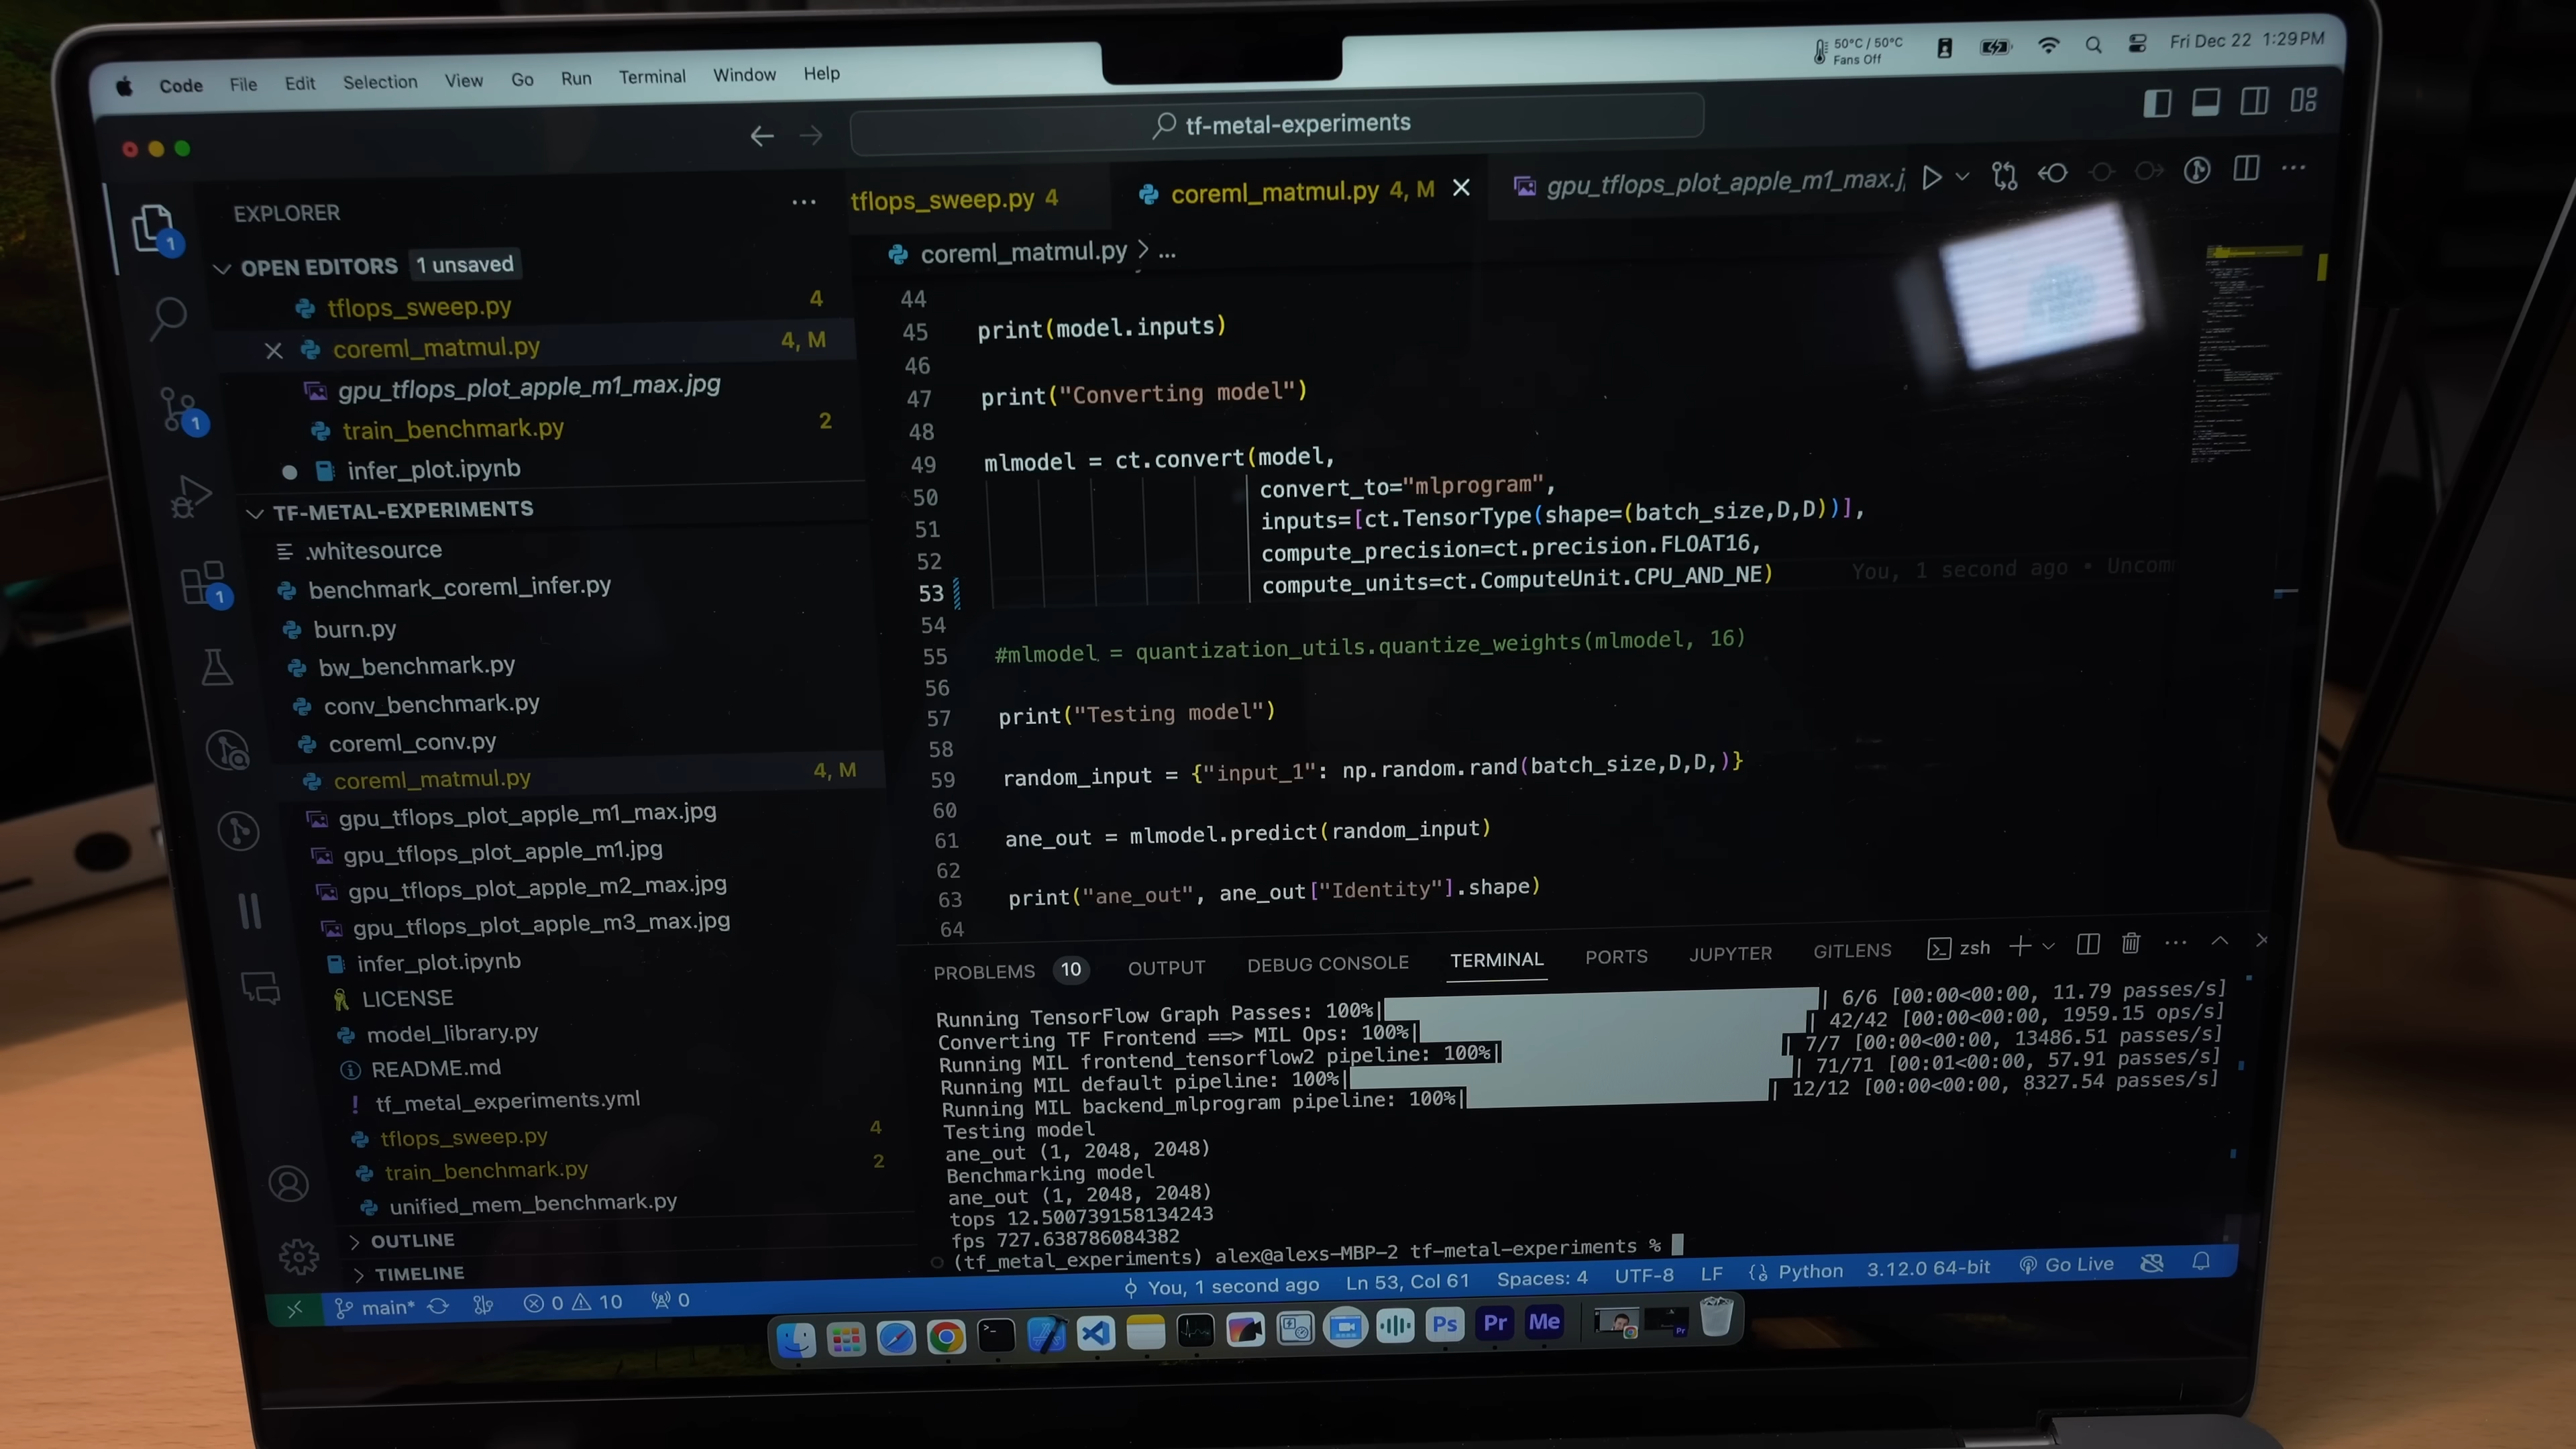 Code File Edit Selection View Go Run Terminal Window Help
50°C / 50°C
Fans Off
Fri Dec 22 1:29 PM
tf-metal-experiments
EXPLORER
OPEN EDITORS 1 unsaved
tflops_sweep.py 4
coreml_matmul.py 4, M
gpu_tflops_plot_apple_m1_max.jpg
train_benchmark.py 2
infer_plot.ipynb
TF-METAL-EXPERIMENTS
.whitesource
benchmark_coreml_infer.py
burn.py
bw_benchmark.py
conv_benchmark.py
coreml_conv.py
coreml_matmul.py 4, M
gpu_tflops_plot_apple_m1_max.jpg
gpu_tflops_plot_apple_m1.jpg
gpu_tflops_plot_apple_m2_max.jpg
gpu_tflops_plot_apple_m3_max.jpg
infer_plot.ipynb
LICENSE
model_library.py
README.md
tf_metal_experiments.yml
tflops_sweep.py 4
train_benchmark.py 2
unified_mem_benchmark.py
OUTLINE
TIMELINE
1
1
1
tflops_sweep.py 4
coreml_matmul.py 4, M
gpu_tflops_plot_apple_m1_max.j
coreml_matmul.py > ...
44
45 print(model.inputs)
46
47 print("Converting model")
48
49 mlmodel = ct.convert(model,
50 convert_to="mlprogram",
51 inputs=[ct.TensorType(shape=(batch_size,D,D))],
52 compute_precision=ct.precision.FLOAT16,
53 compute_units=ct.ComputeUnit.CPU_AND_NE) You, 1 second ago • Uncom
54
55 #mlmodel = quantization_utils.quantize_weights(mlmodel, 16)
56
57 print("Testing model")
58
59 random_input = {"input_1": np.random.rand(batch_size,D,D,)}
60
61 ane_out = mlmodel.predict(random_input)
62
63 print("ane_out", ane_out["Identity"].shape)
64
PROBLEMS 10 OUTPUT DEBUG CONSOLE TERMINAL PORTS JUPYTER GITLENS zsh
Running TensorFlow Graph Passes: 100%| | 6/6 [00:00<00:00, 11.79 passes/s]
Converting TF Frontend ==> MIL Ops: 100%| | 42/42 [00:00<00:00, 1959.15 ops/s]
Running MIL frontend_tensorflow2 pipeline: 100%| | 7/7 [00:00<00:00, 13486.51 passes/s]
Running MIL default pipeline: 100%| | 71/71 [00:01<00:00, 57.91 passes/s]
Running MIL backend_mlprogram pipeline: 100%| | 12/12 [00:00<00:00, 8327.54 passes/s]
Testing model
ane_out (1, 2048, 2048)
Benchmarking model
ane_out (1, 2048, 2048)
tops 12.500739158134243
fps 727.638786084382
(tf_metal_experiments) alex@alexs-MBP-2 tf-metal-experiments %
main* 0 10 0 You, 1 second ago Ln 53, Col 61 Spaces: 4 UTF-8 LF Python 3.12.0 64-bit Go Live
Ps Pr Me
Pr